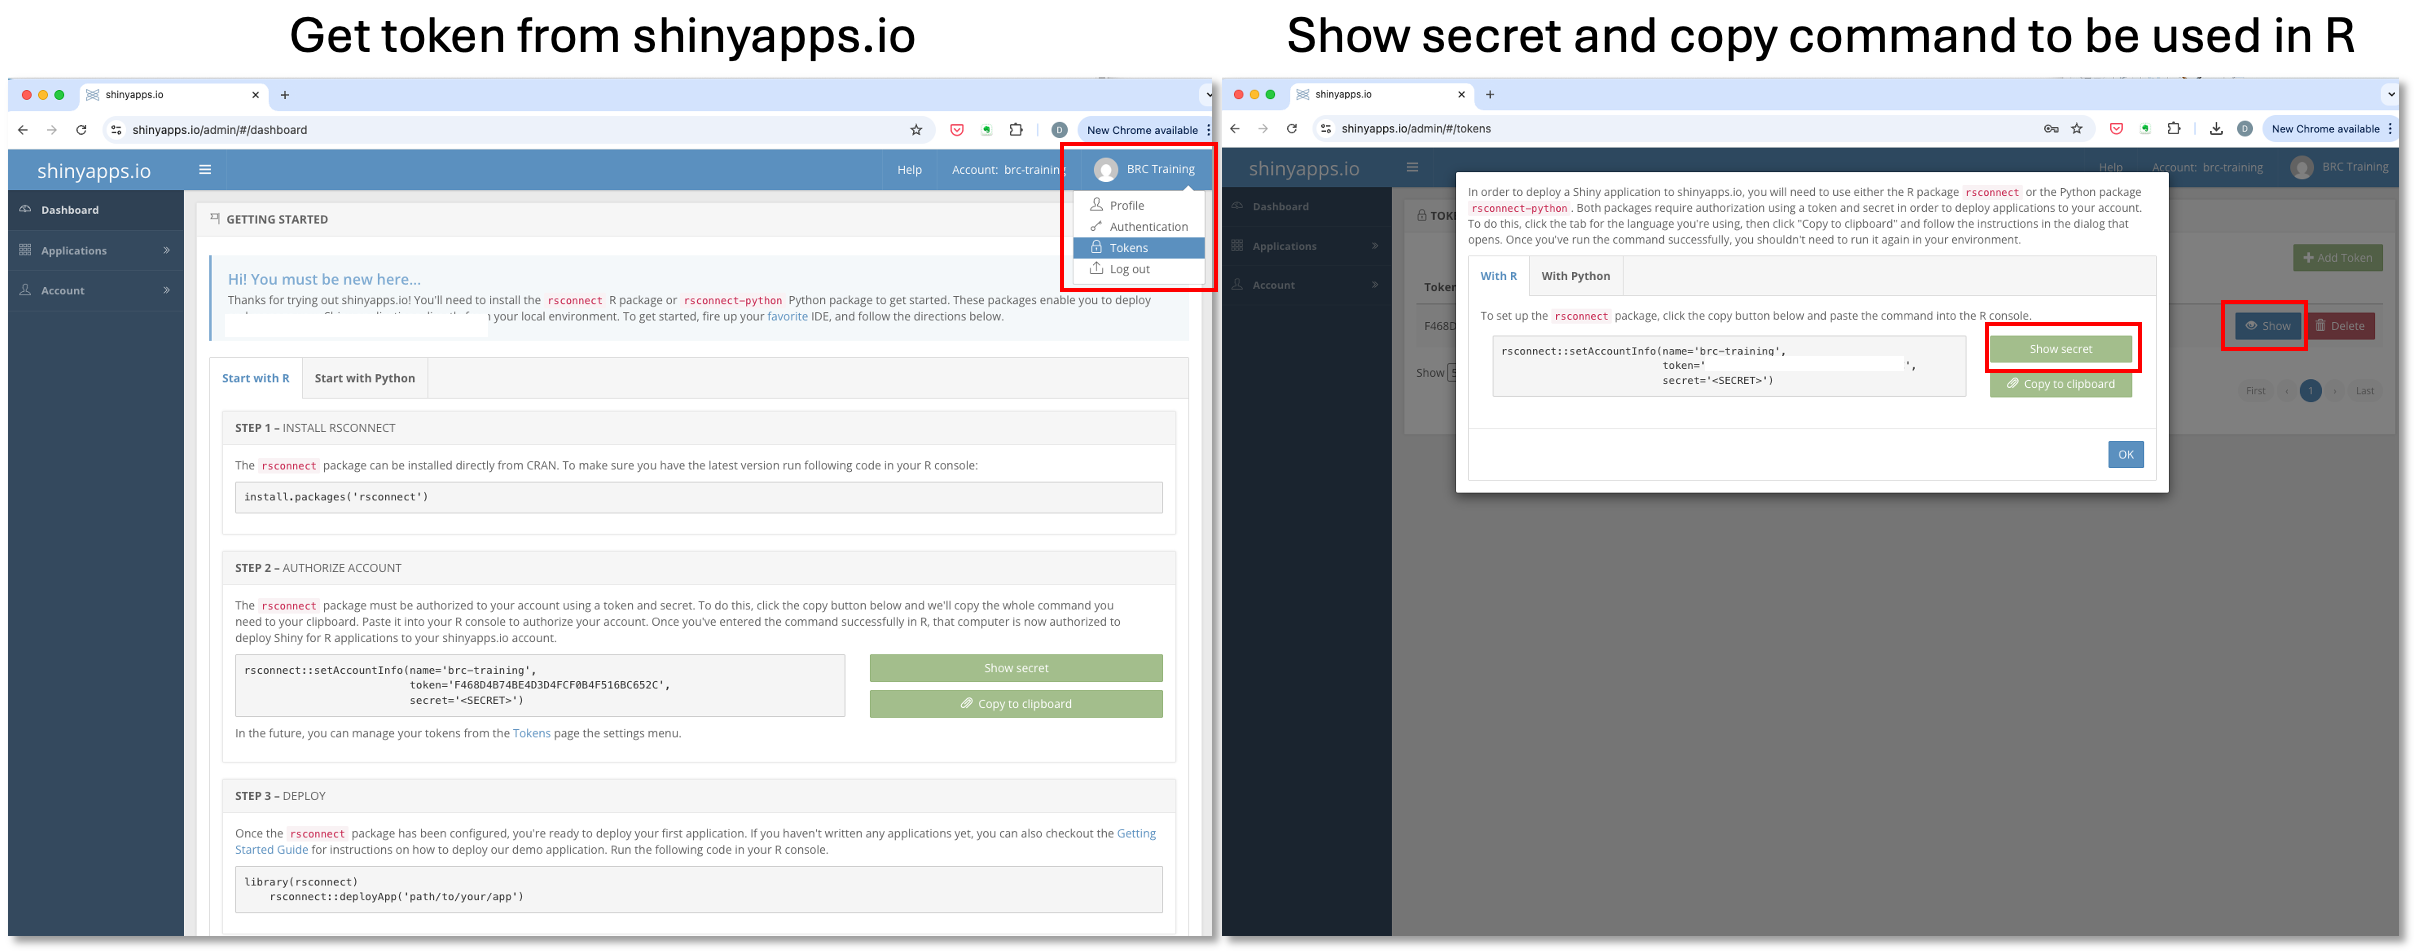 Get token from shinyapps.io
shinyapps.io
shinyapps.io/admin/#/dashboard
D
New Chrome available
shinyapps.io
Help
Account: brc-training
BRC Training
Profile
Authentication
Tokens
Log out
Dashboard
Applications
Account
GETTING STARTED
Hi! You must be new here...
Thanks for trying out shinyapps.io! You'll need to install the rsconnect R package or rsconnect-python Python package to get started. These packages enable you to deploy
your local environment. To get started, fire up your favorite IDE, and follow the directions below.
Start with R
Start with Python
STEP 1 – INSTALL RSCONNECT
The rsconnect package can be installed directly from CRAN. To make sure you have the latest version run following code in your R console:
install.packages('rsconnect')
STEP 2 – AUTHORIZE ACCOUNT
The rsconnect package must be authorized to your account using a token and secret. To do this, click the copy button below and we'll copy the whole command you
need to your clipboard. Paste it into your R console to authorize your account. Once you've entered the command successfully in R, that computer is now authorized to
deploy Shiny for R applications to your shinyapps.io account.
rsconnect::setAccountInfo(name='brc-training',
token='F468D4B74BE4D3D4FCF0B4F516BC652C',
secret='<SECRET>')
Show secret
Copy to clipboard
In the future, you can manage your tokens from the Tokens page the settings menu.
STEP 3 – DEPLOY
Once the rsconnect package has been configured, you're ready to deploy your first application. If you haven't written any applications yet, you can also checkout the Getting
Started Guide for instructions on how to deploy our demo application. Run the following code in your R console.
library(rsconnect)
rsconnect::deployApp('path/to/your/app')
Show secret and copy command to be used in R
shinyapps.io
shinyapps.io/admin/#/tokens
D
New Chrome available
shinyapps.io
Help
Account: brc-training
BRC Training
Dashboard
Applications
Account
In order to deploy a Shiny application to shinyapps.io, you will need to use either the R package rsconnect or the Python package
rsconnect-python. Both packages require authorization using a token and secret in order to deploy applications to your account.
To do this, click the tab for the language you're using, then click "Copy to clipboard" and follow the instructions in the dialog that
opens. Once you've run the command successfully, you shouldn't need to run it again in your environment.
With R
With Python
To set up the rsconnect package, click the copy button below and paste the command into the R console.
rsconnect::setAccountInfo(name='brc-training',
token=' ',
secret='<SECRET>')
Show secret
Copy to clipboard
OK
Add Token
Show
Delete
Show
First
1
Last